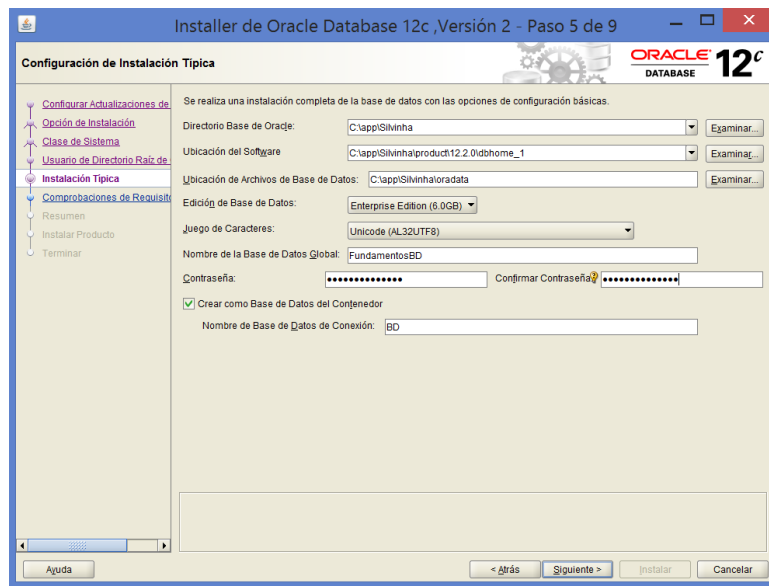 Installer de Oracle Database 12c ,Versión 2 - Paso 5 de 9
Configuración de Instalación Típica
ORACLE 12c
DATABASE
Configurar Actualizaciones de
Opción de Instalación
Clase de Sistema
Usuario de Directorio Raíz de
Instalación Típica
Comprobaciones de Requisito
Resumen
Instalar Producto
Terminar
Se realiza una instalación completa de la base de datos con las opciones de configuración básicas.
Directorio Base de Oracle: C:\app\Silvinha Examinar...
Ubicación del Software C:\app\Silvinha\product\12.2.0\dbhome_1 Examinar...
Ubicación de Archivos de Base de Datos: C:\app\Silvinha\oradata Examinar...
Edición de Base de Datos: Enterprise Edition (6.0GB)
Juego de Caracteres: Unicode (AL32UTF8)
Nombre de la Base de Datos Global: FundamentosBD
Contraseña: •••••••••••••• Confirmar Contraseña ••••••••••••••
Crear como Base de Datos del Contenedor
Nombre de Base de Datos de Conexión: BD
Ayuda < Atrás Siguiente > Instalar Cancelar